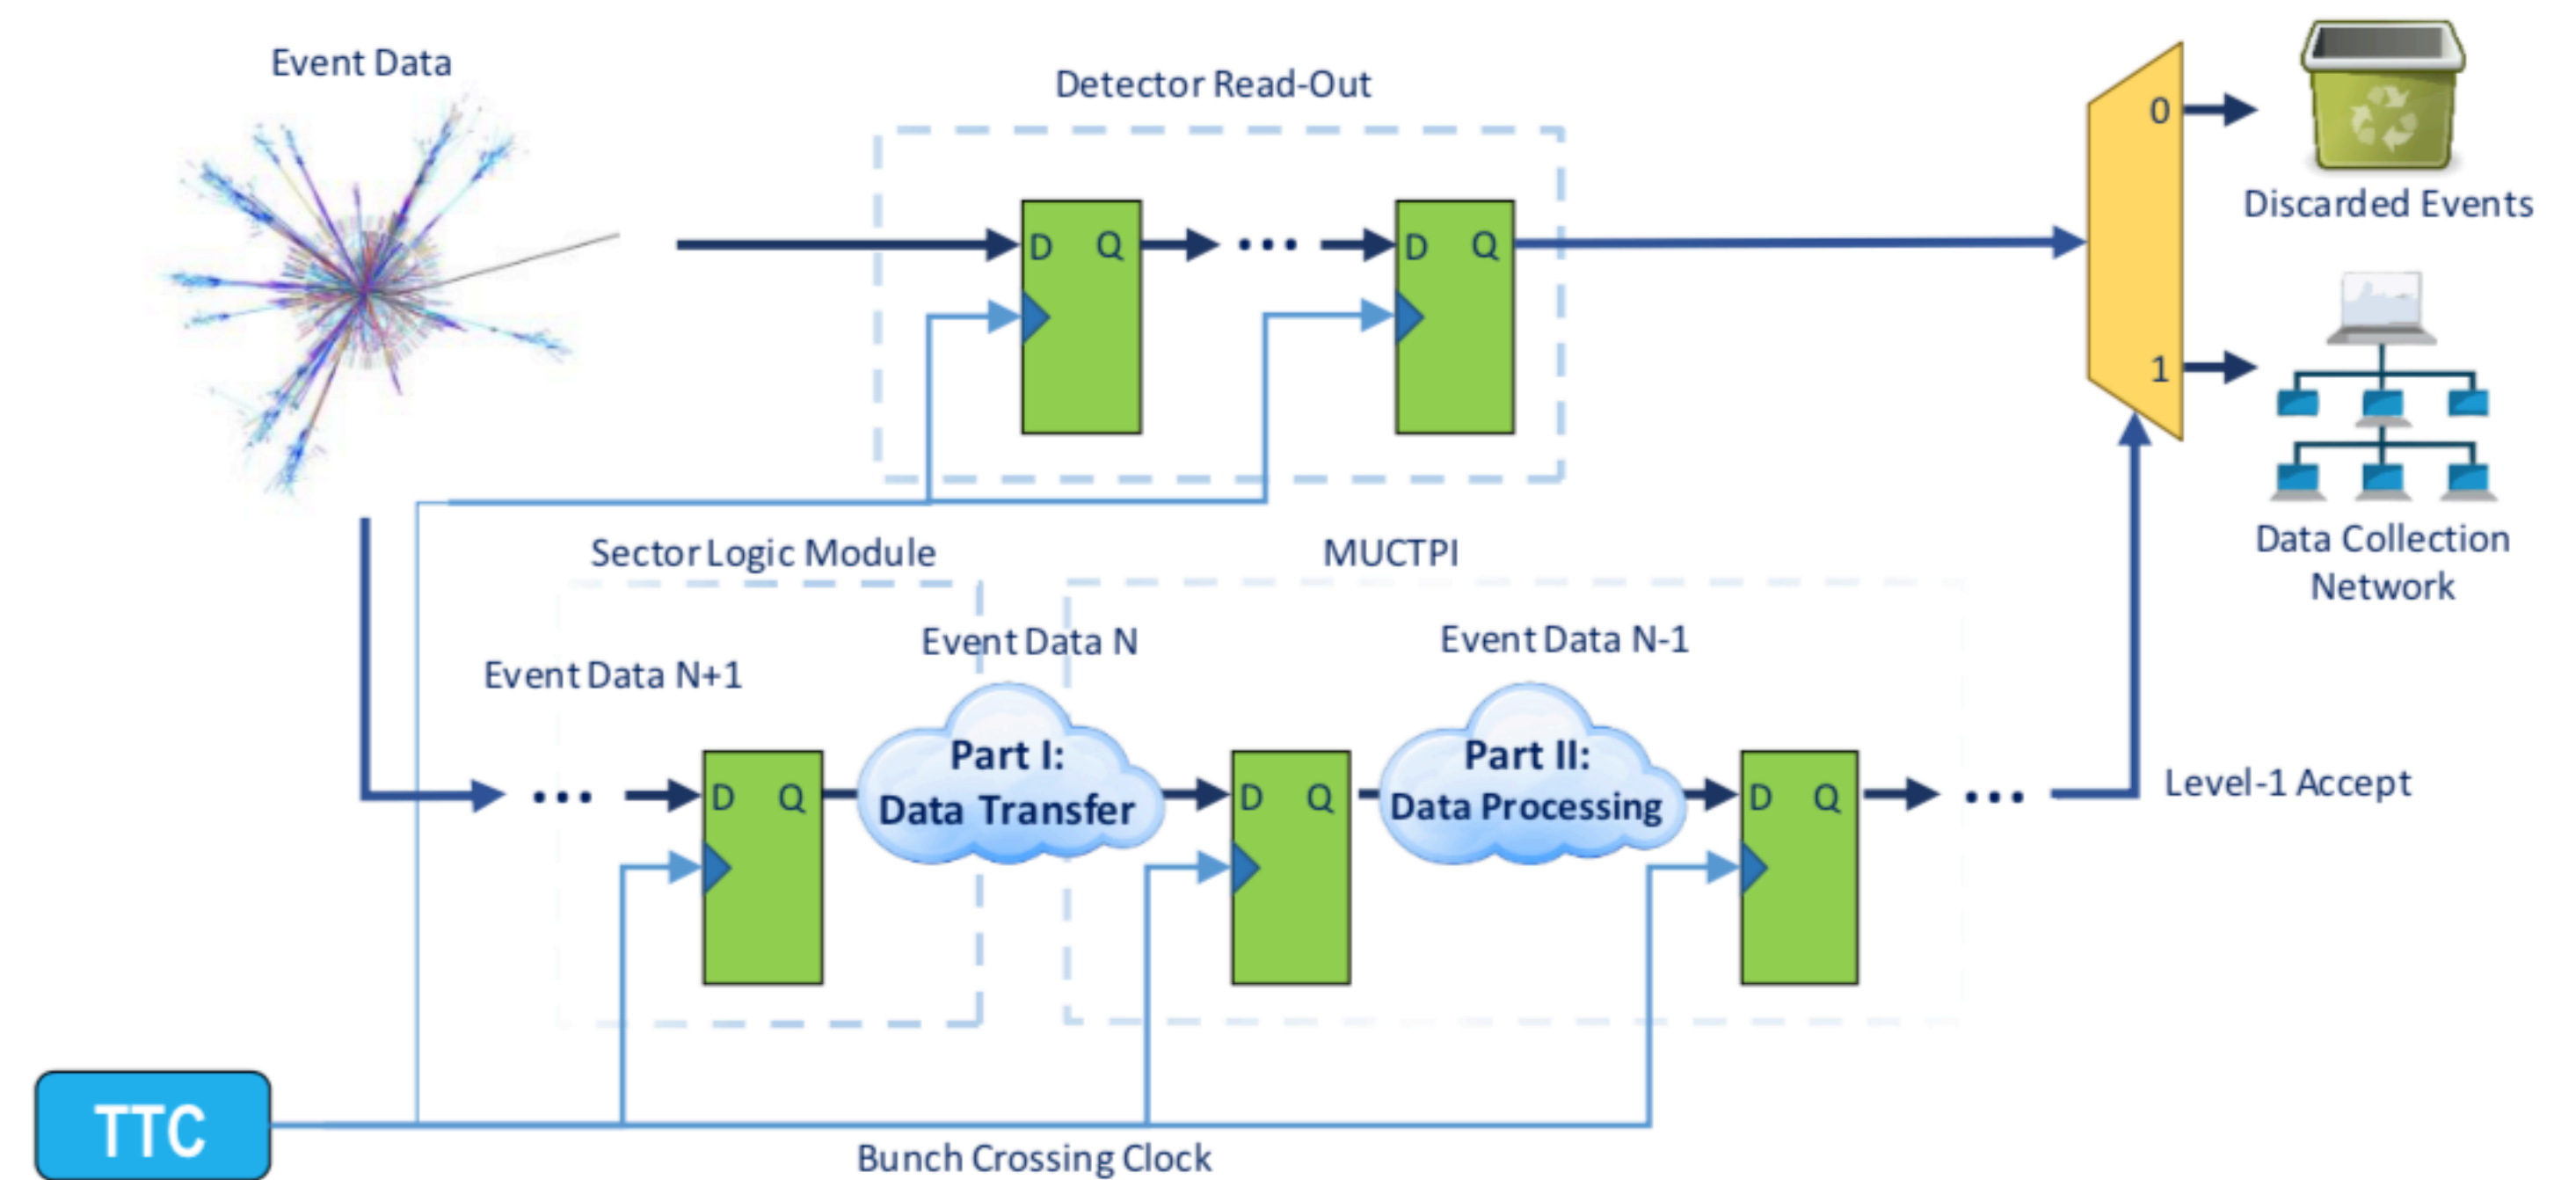 Event Data
Detector Read-Out
0
Discarded Events
D Q
D Q
1
Data Collection
Network
Sector Logic Module
MUCTPI
Event Data N+1
Event Data N
Event Data N-1
Part I:
Data Transfer
Part II:
Data Processing
D Q
D Q
D Q
Level-1 Accept
TTC
Bunch Crossing Clock